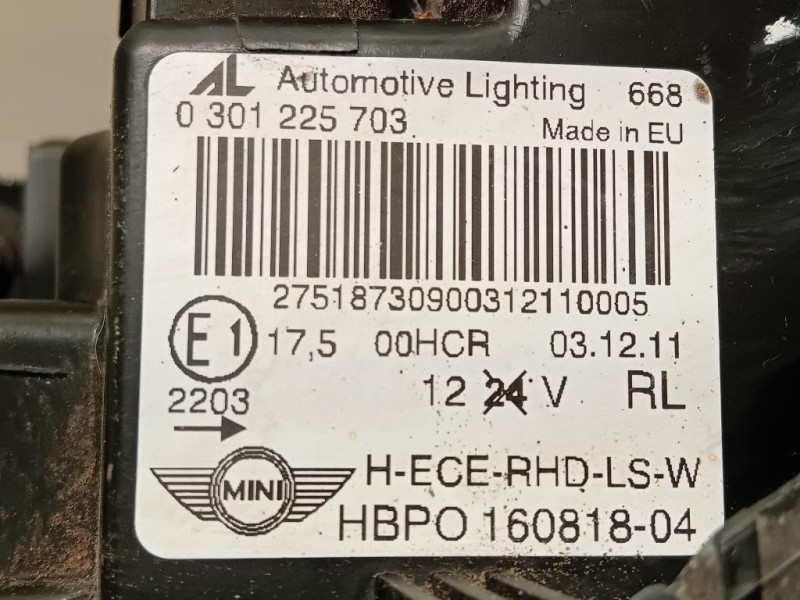 AL Automotive Lighting 668
0 301 225 703 Made in EU
27518730900312110005
E1 17,5 00HCR 03.12.11
2203 12 24 V RL
MINI H-ECE-RHD-LS-W
HBPO 160818-04